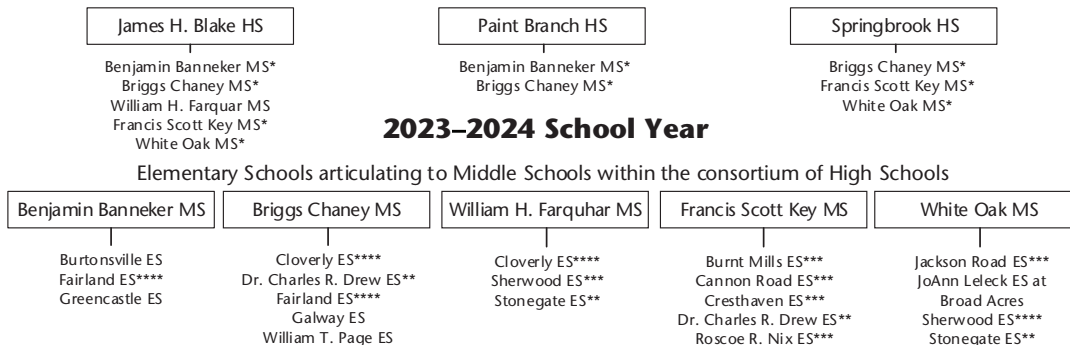 James H. Blake HS
Benjamin Banneker MS*
Briggs Chaney MS*
William H. Farquar MS
Francis Scott Key MS*
White Oak MS*
Paint Branch HS
Benjamin Banneker MS*
Briggs Chaney MS*
Springbrook HS
Briggs Chaney MS*
Francis Scott Key MS*
White Oak MS*
2023–2024 School Year
Elementary Schools articulating to Middle Schools within the consortium of High Schools
Benjamin Banneker MS
Burtonsville ES
Fairland ES****
Greencastle ES
Briggs Chaney MS
Cloverly ES****
Dr. Charles R. Drew ES**
Fairland ES****
Galway ES
William T. Page ES
William H. Farquhar MS
Cloverly ES****
Sherwood ES***
Stonegate ES**
Francis Scott Key MS
Burnt Mills ES***
Cannon Road ES***
Cresthaven ES***
Dr. Charles R. Drew ES**
Roscoe R. Nix ES***
White Oak MS
Jackson Road ES***
JoAnn Leleck ES at
Broad Acres
Sherwood ES****
Stonegate ES**